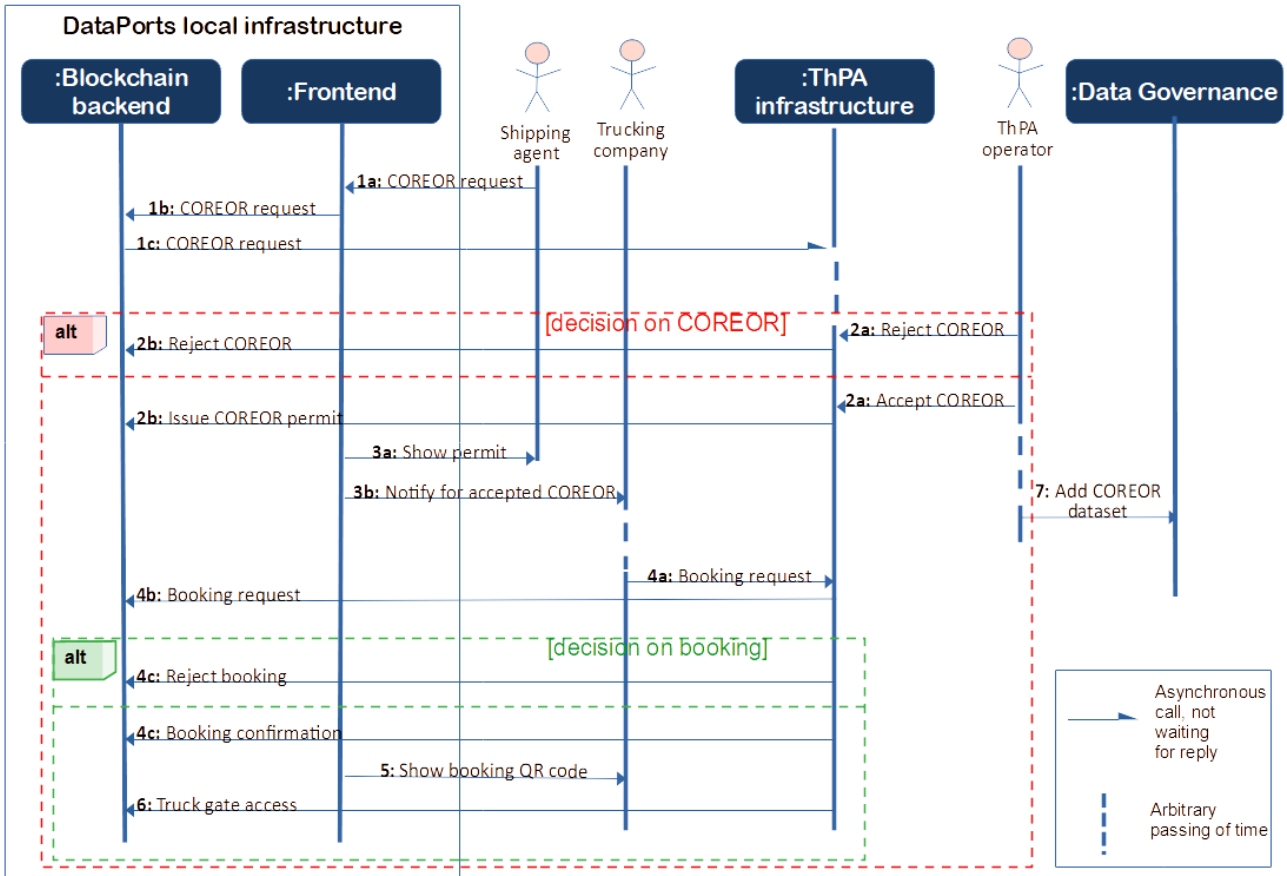 DataPorts local infrastructure
:Blockchain
backend
:Frontend
Shipping
agent
Trucking
company
:ThPA
infrastructure
ThPA
operator
:Data Governance
1a: COREOR request
1b: COREOR request
1c: COREOR request
alt
[decision on COREOR]
2a: Reject COREOR
2b: Reject COREOR
2a: Accept COREOR
2b: Issue COREOR permit
3a: Show permit
3b: Notify for accepted COREOR
7: Add COREOR
dataset
4a: Booking request
4b: Booking request
alt
[decision on booking]
4c: Reject booking
4c: Booking confirmation
5: Show booking QR code
6: Truck gate access
Asynchronous
call, not
waiting
for reply
Arbitrary
passing of time